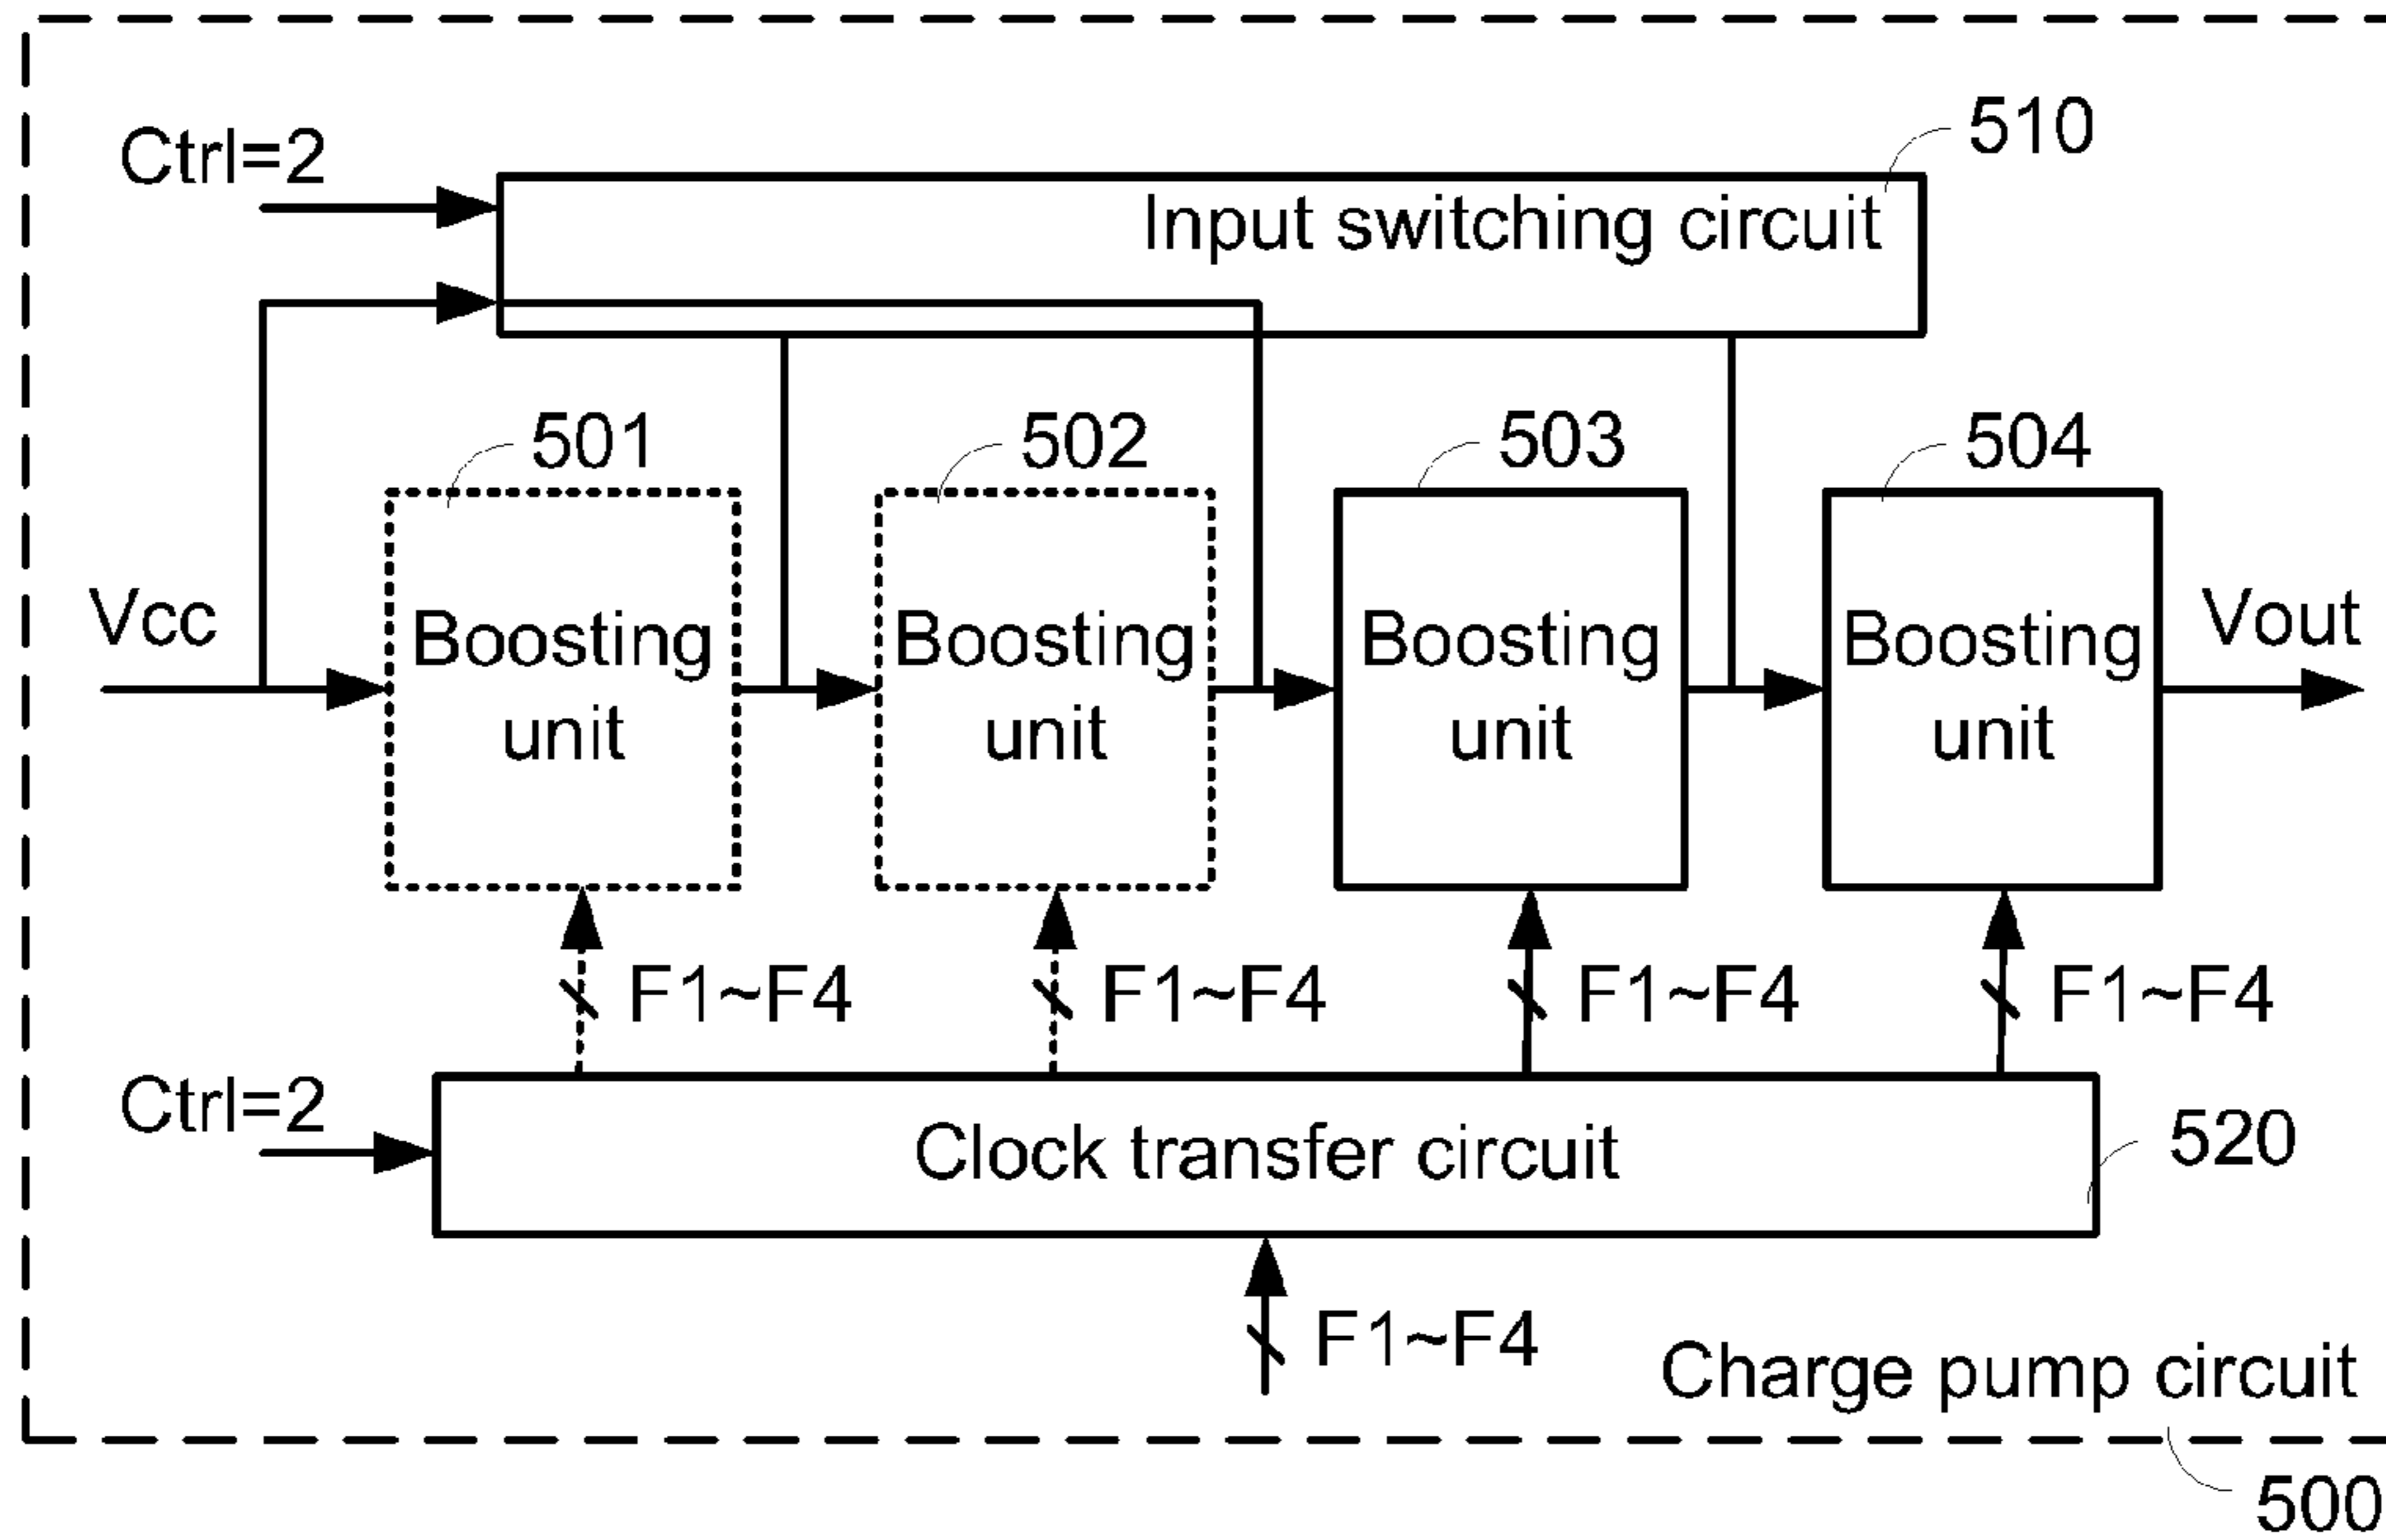 Ctrl=2
510
Input switching circuit
501
502
503
504
Vcc
Boosting
unit
Boosting
unit
Boosting
unit
Boosting
unit
Vout
F1~F4
F1~F4
F1~F4
F1~F4
Ctrl=2
Clock transfer circuit
520
F1~F4
Charge pump circuit
500